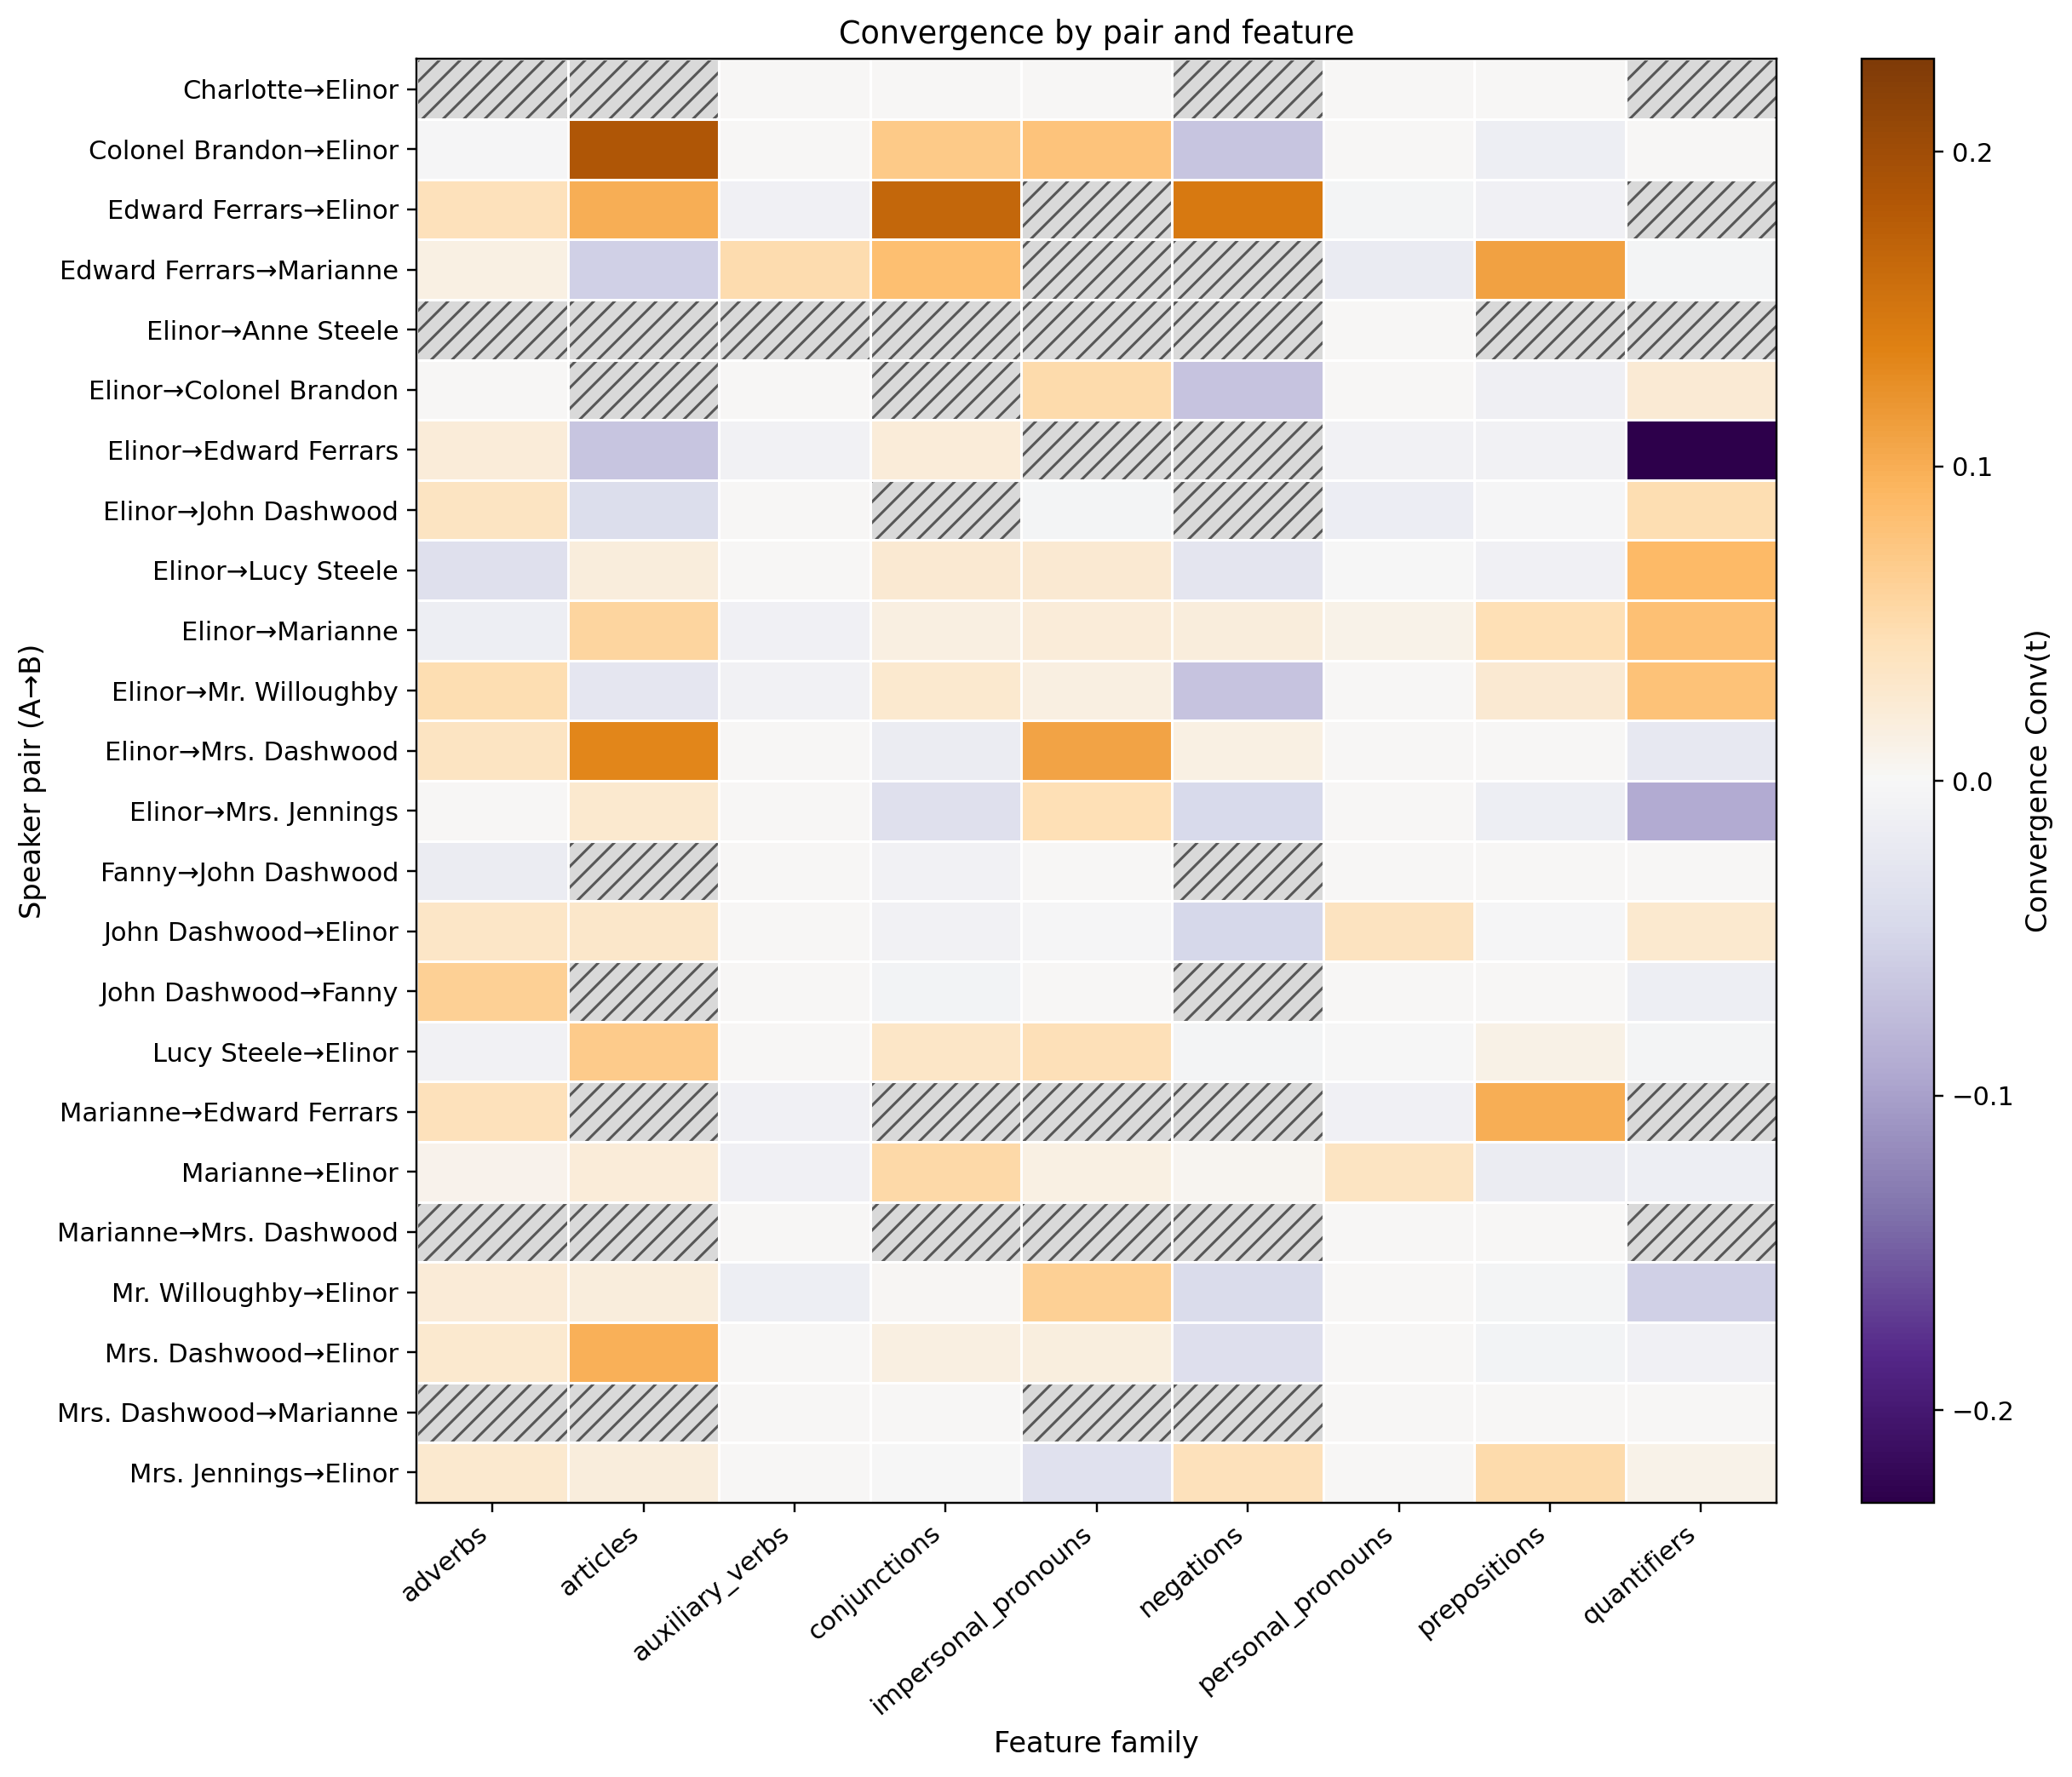 Convergence by pair and feature
Speaker pair (A→B)
Charlotte→Elinor
Colonel Brandon→Elinor
Edward Ferrars→Elinor
Edward Ferrars→Marianne
Elinor→Anne Steele
Elinor→Colonel Brandon
Elinor→Edward Ferrars
Elinor→John Dashwood
Elinor→Lucy Steele
Elinor→Marianne
Elinor→Mr. Willoughby
Elinor→Mrs. Dashwood
Elinor→Mrs. Jennings
Fanny→John Dashwood
John Dashwood→Elinor
John Dashwood→Fanny
Lucy Steele→Elinor
Marianne→Edward Ferrars
Marianne→Elinor
Marianne→Mrs. Dashwood
Mr. Willoughby→Elinor
Mrs. Dashwood→Elinor
Mrs. Dashwood→Marianne
Mrs. Jennings→Elinor
adverbs
articles
auxiliary_verbs
conjunctions
impersonal_pronouns
negations
personal_pronouns
prepositions
quantifiers
Feature family
0.2
0.1
0.0
−0.1
−0.2
Convergence Conv(t)